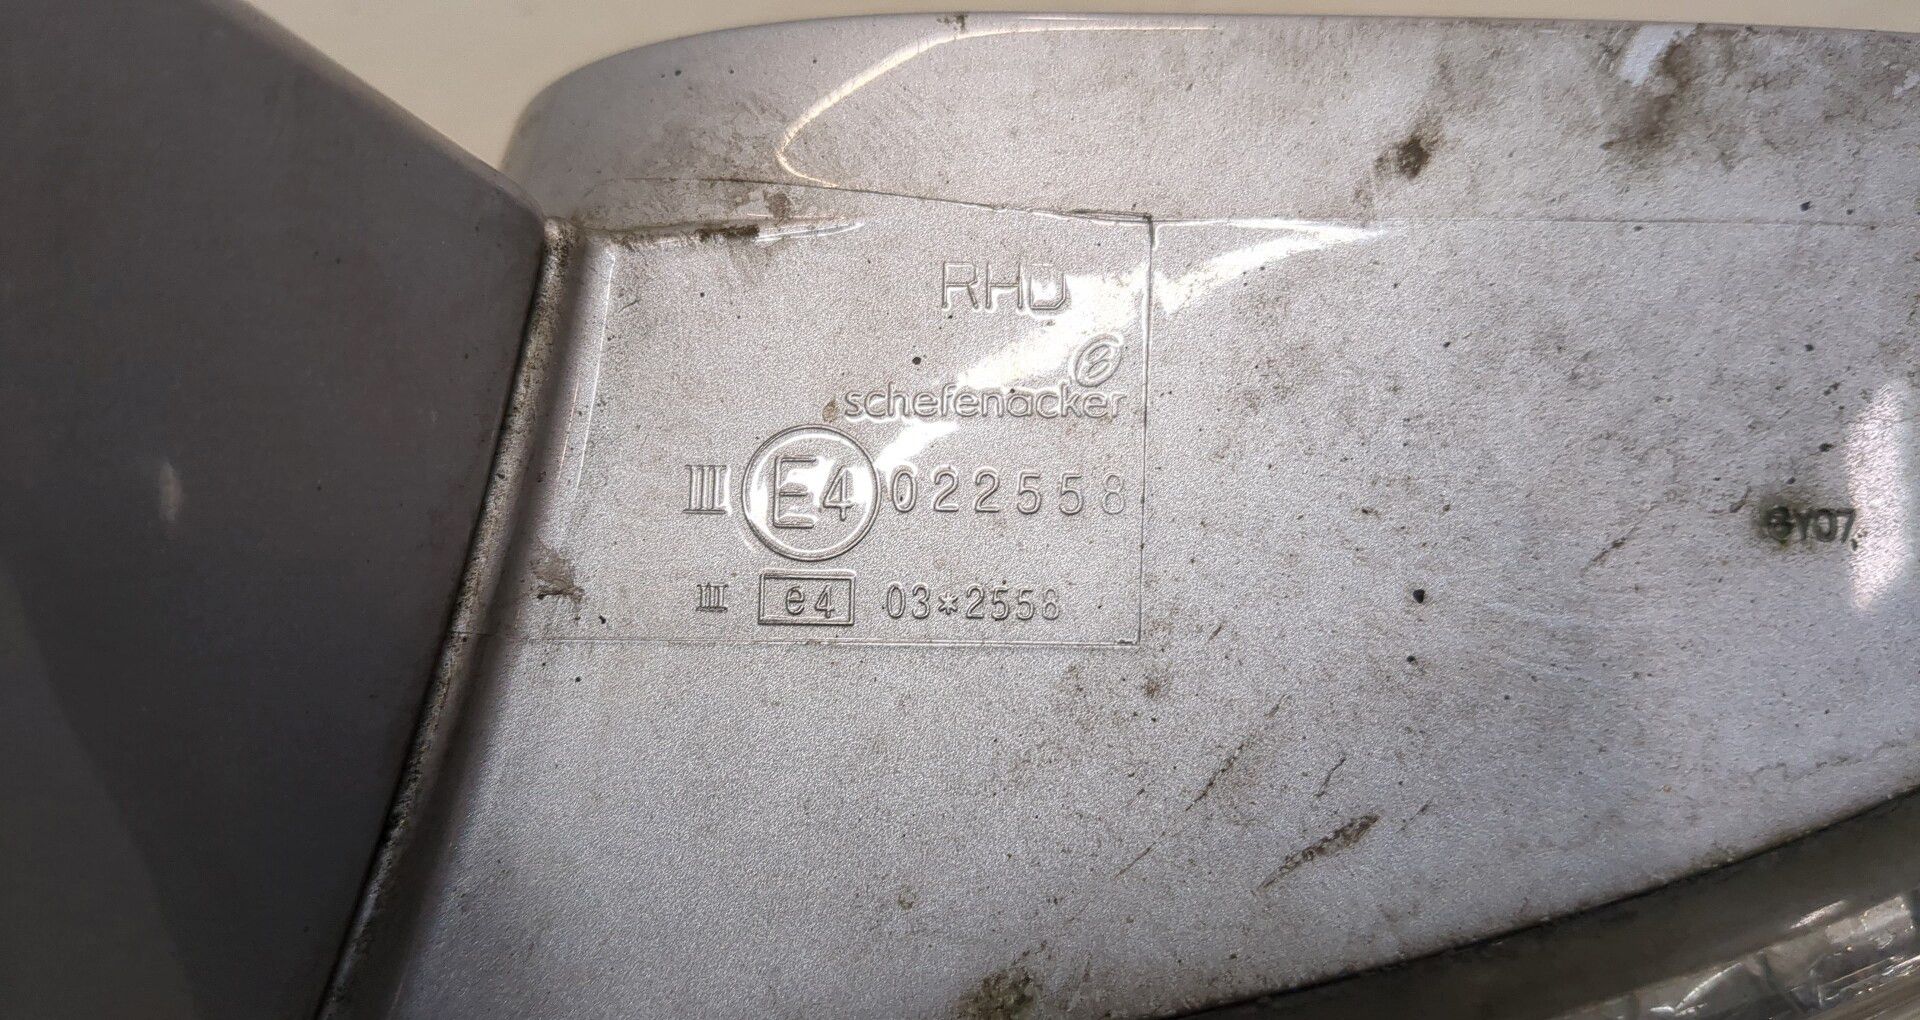 RHD
schefenacker
III E4 022558
III e4 03*2558